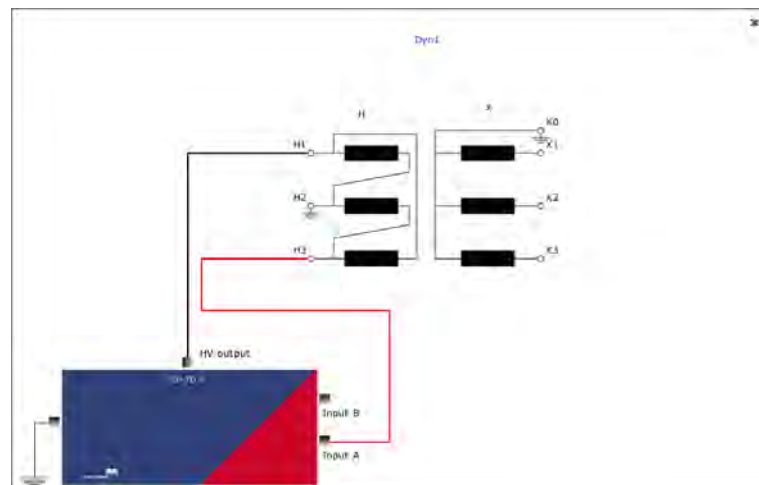 Dyn1
H X
H1
X0
X1
H2
X2
H3
X3
HV output
Input B
Input A